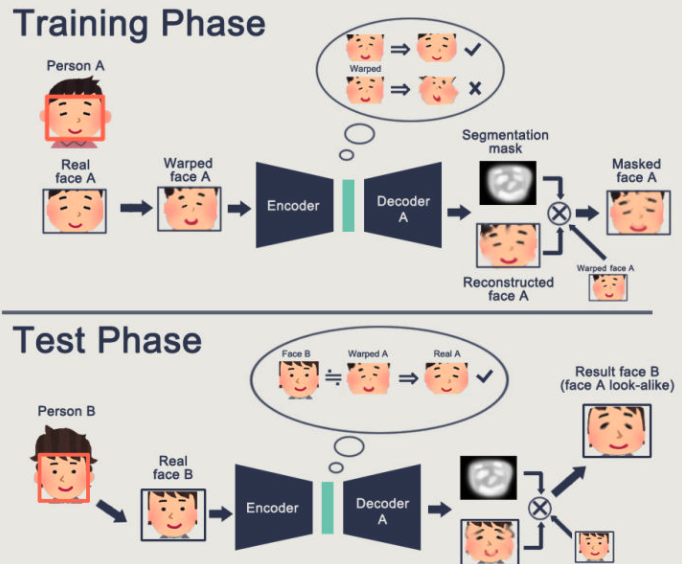 Training Phase
Person A
Warped
Real
face A
Warped
face A
Encoder
Decoder
A
Segmentation
mask
Reconstructed
face A
Masked
face A
Warped face A
Test Phase
Face B
Warped A
Real A
Person B
Real
face B
Encoder
Decoder
A
Result face B
(face A look-alike)